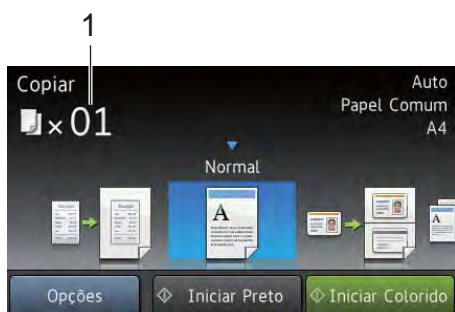 1
Copiar
×01
Auto
Papel Comum
A4
Normal
A
Opções
Iniciar Preto
Iniciar Colorido